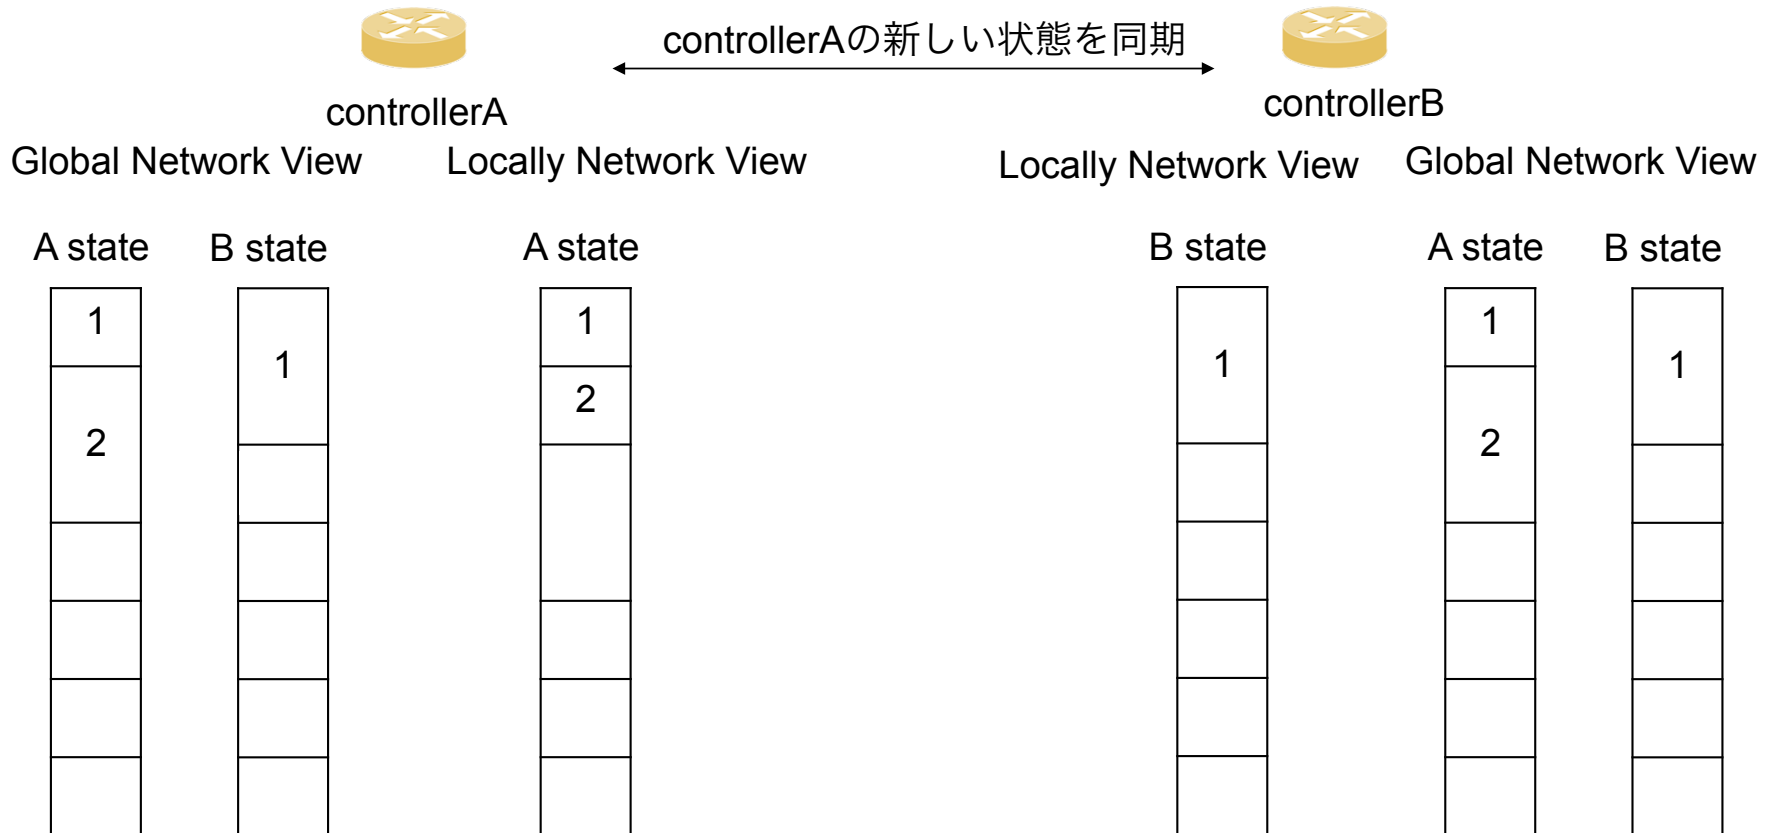 controllerAの新しい状態を同期
controllerA
controllerB
Global Network View
Locally Network View
Locally Network View
Global Network View
A state
B state
A state
B state
A state
B state
1
2
1
1
2
1
1
2
1